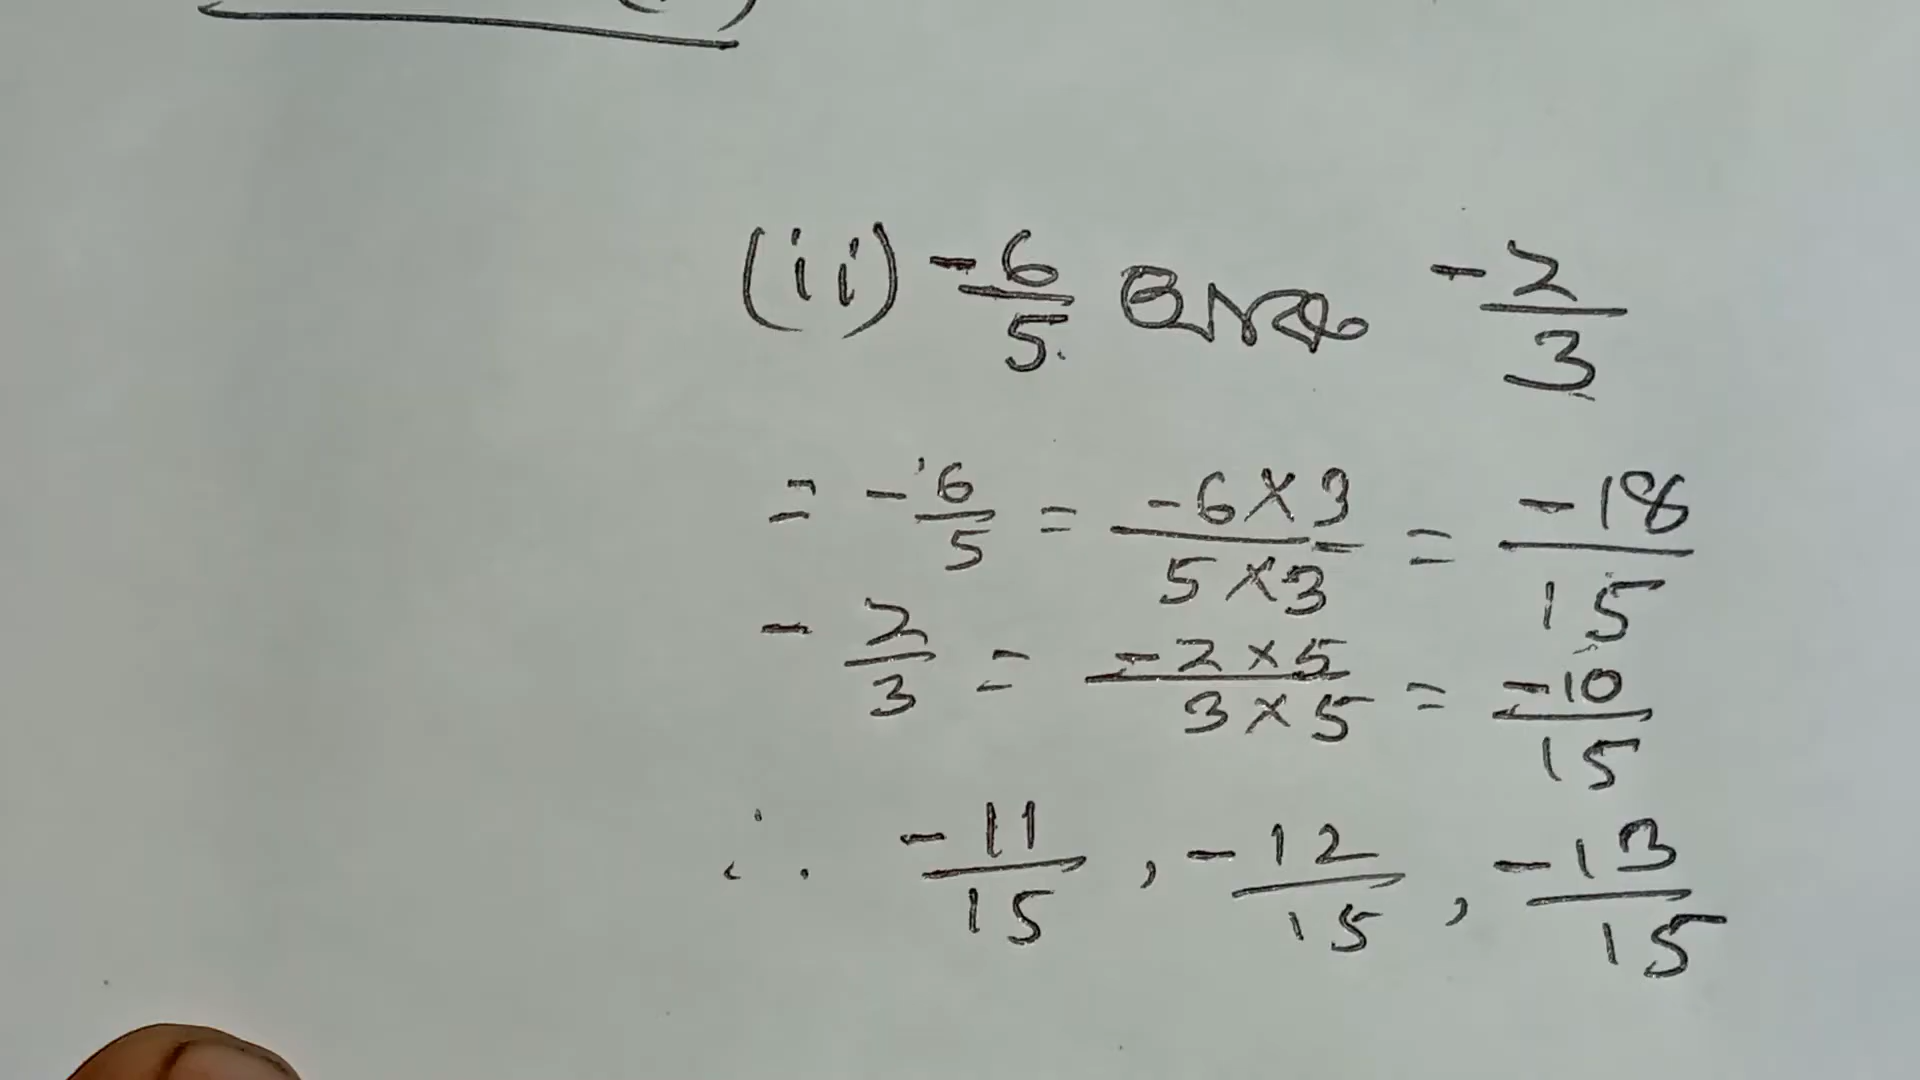 (ii) -6/5 ଏବଂ -2/3
= -6/5 = -6×3/5×3 = -18/15
-2/3 = -2×5/3×5 = -10/15
∴ -11/15, -12/15, -13/15